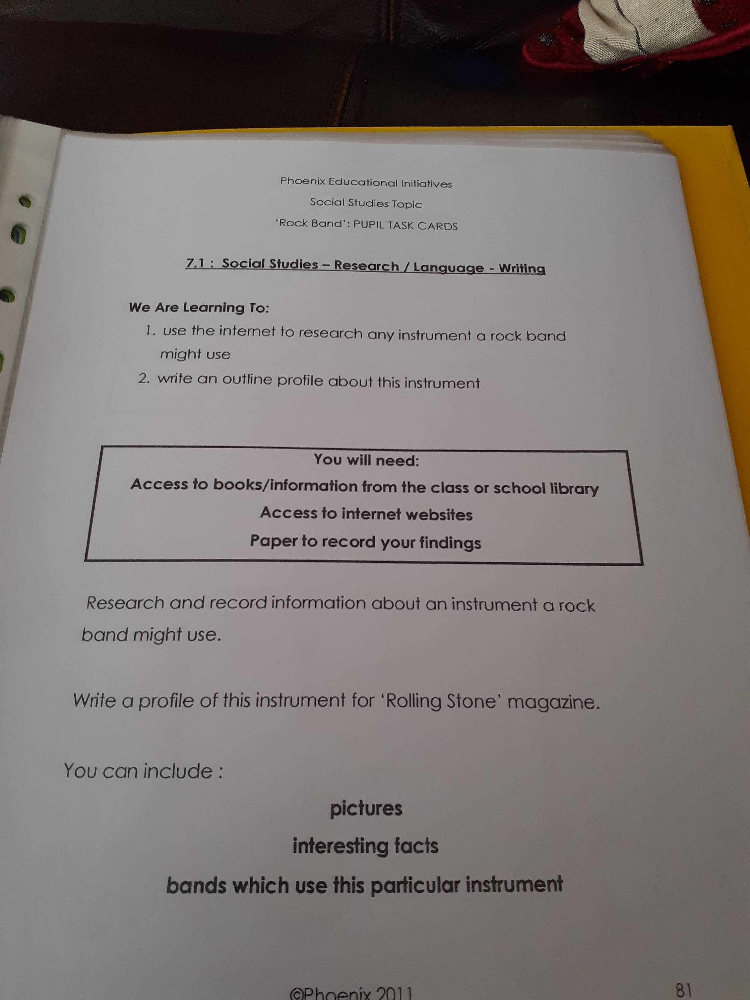 Phoenix Educational Initiatives
Social Studies Topic
‘Rock Band’: PUPIL TASK CARDS
7.1 : Social Studies – Research / Language - Writing
We Are Learning To:
1. use the internet to research any instrument a rock band
might use
2. write an outline profile about this instrument
You will need:
Access to books/information from the class or school library
Access to internet websites
Paper to record your findings
Research and record information about an instrument a rock
band might use.
Write a profile of this instrument for ‘Rolling Stone’ magazine.
You can include :
pictures
interesting facts
bands which use this particular instrument
©Phoenix 2011
81